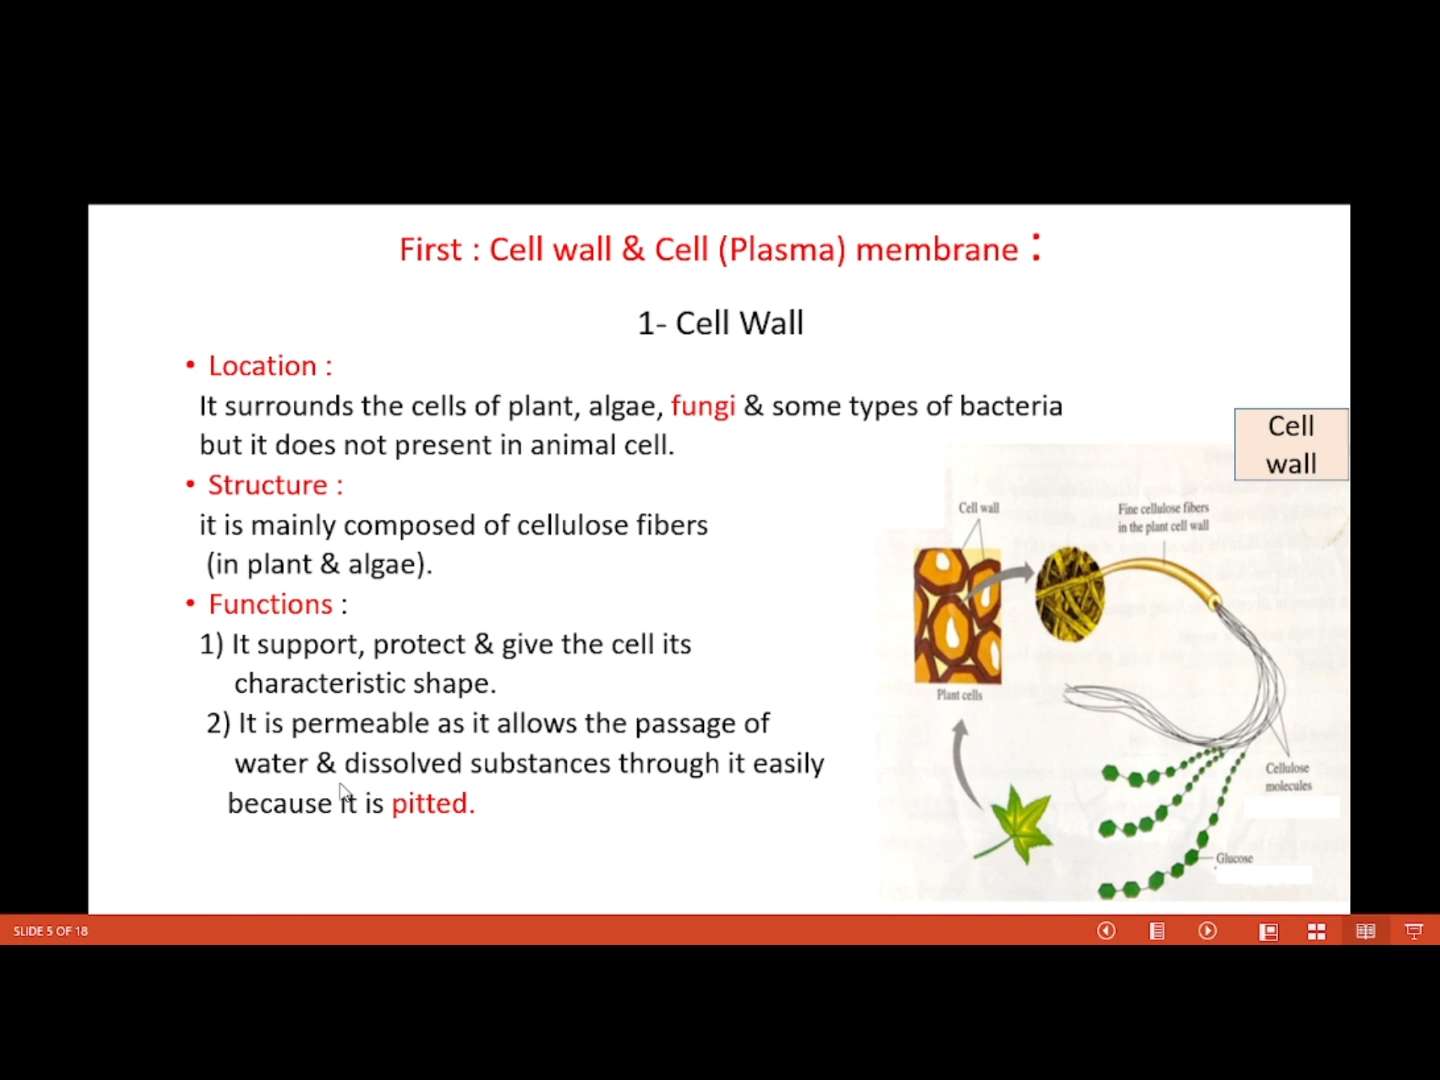 First : Cell wall & Cell (Plasma) membrane :
1- Cell Wall
• Location :
It surrounds the cells of plant, algae, fungi & some types of bacteria
but it does not present in animal cell.
• Structure :
it is mainly composed of cellulose fibers
(in plant & algae).
• Functions :
1) It support, protect & give the cell its
characteristic shape.
2) It is permeable as it allows the passage of
water & dissolved substances through it easily
because it is pitted.
Cell
wall
Cell wall
Fine cellulose fibers
in the plant cell wall
Plant cells
Cellulose
molecules
Glucose
SLIDE 5 OF 18